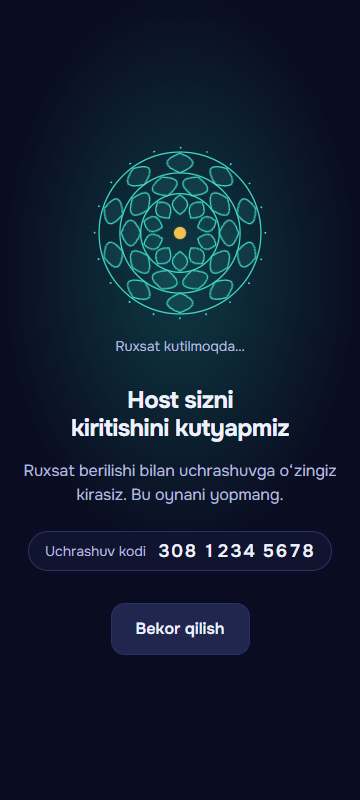 Ruxsat kutilmoqda...
Host sizni
kiritishini kutyapmiz
Ruxsat berilishi bilan uchrashuvga oʻzingiz
kirasiz. Bu oynani yopmang.
Uchrashuv kodi 308 1234 5678
Bekor qilish